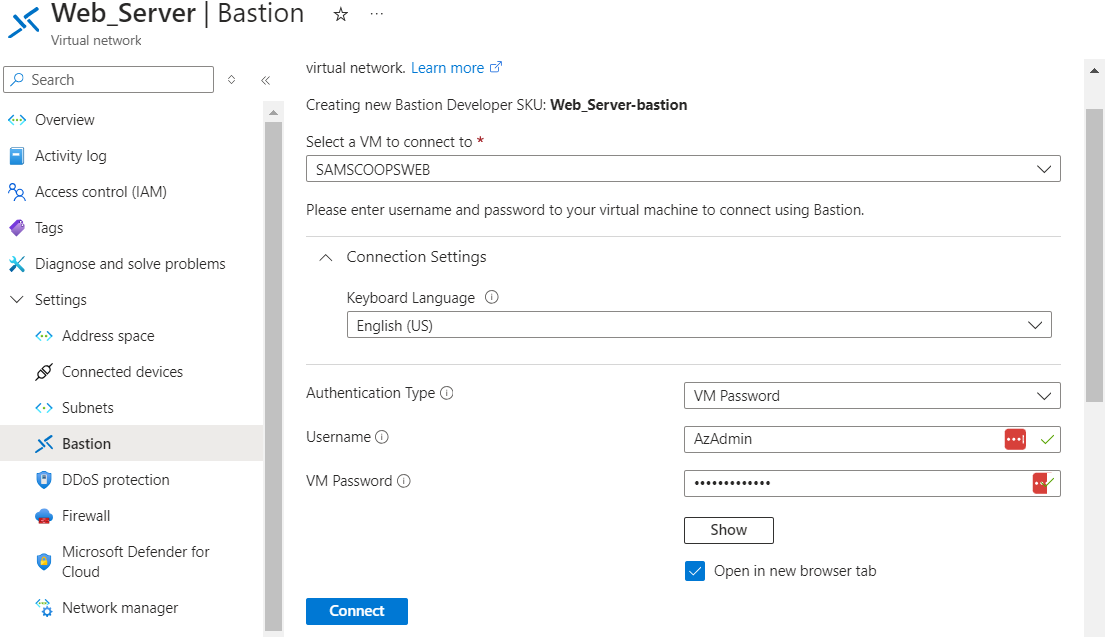 Web_Server | Bastion
Virtual network
Search
Overview
Activity log
Access control (IAM)
Tags
Diagnose and solve problems
Settings
Address space
Connected devices
Subnets
Bastion
DDoS protection
Firewall
Microsoft Defender for
Cloud
Network manager
virtual network. Learn more
Creating new Bastion Developer SKU: Web_Server-bastion
Select a VM to connect to *
SAMSCOOPSWEB
Please enter username and password to your virtual machine to connect using Bastion.
Connection Settings
Keyboard Language
English (US)
Authentication Type
VM Password
Username
AzAdmin
VM Password
•••••••••••••
Show
Open in new browser tab
Connect